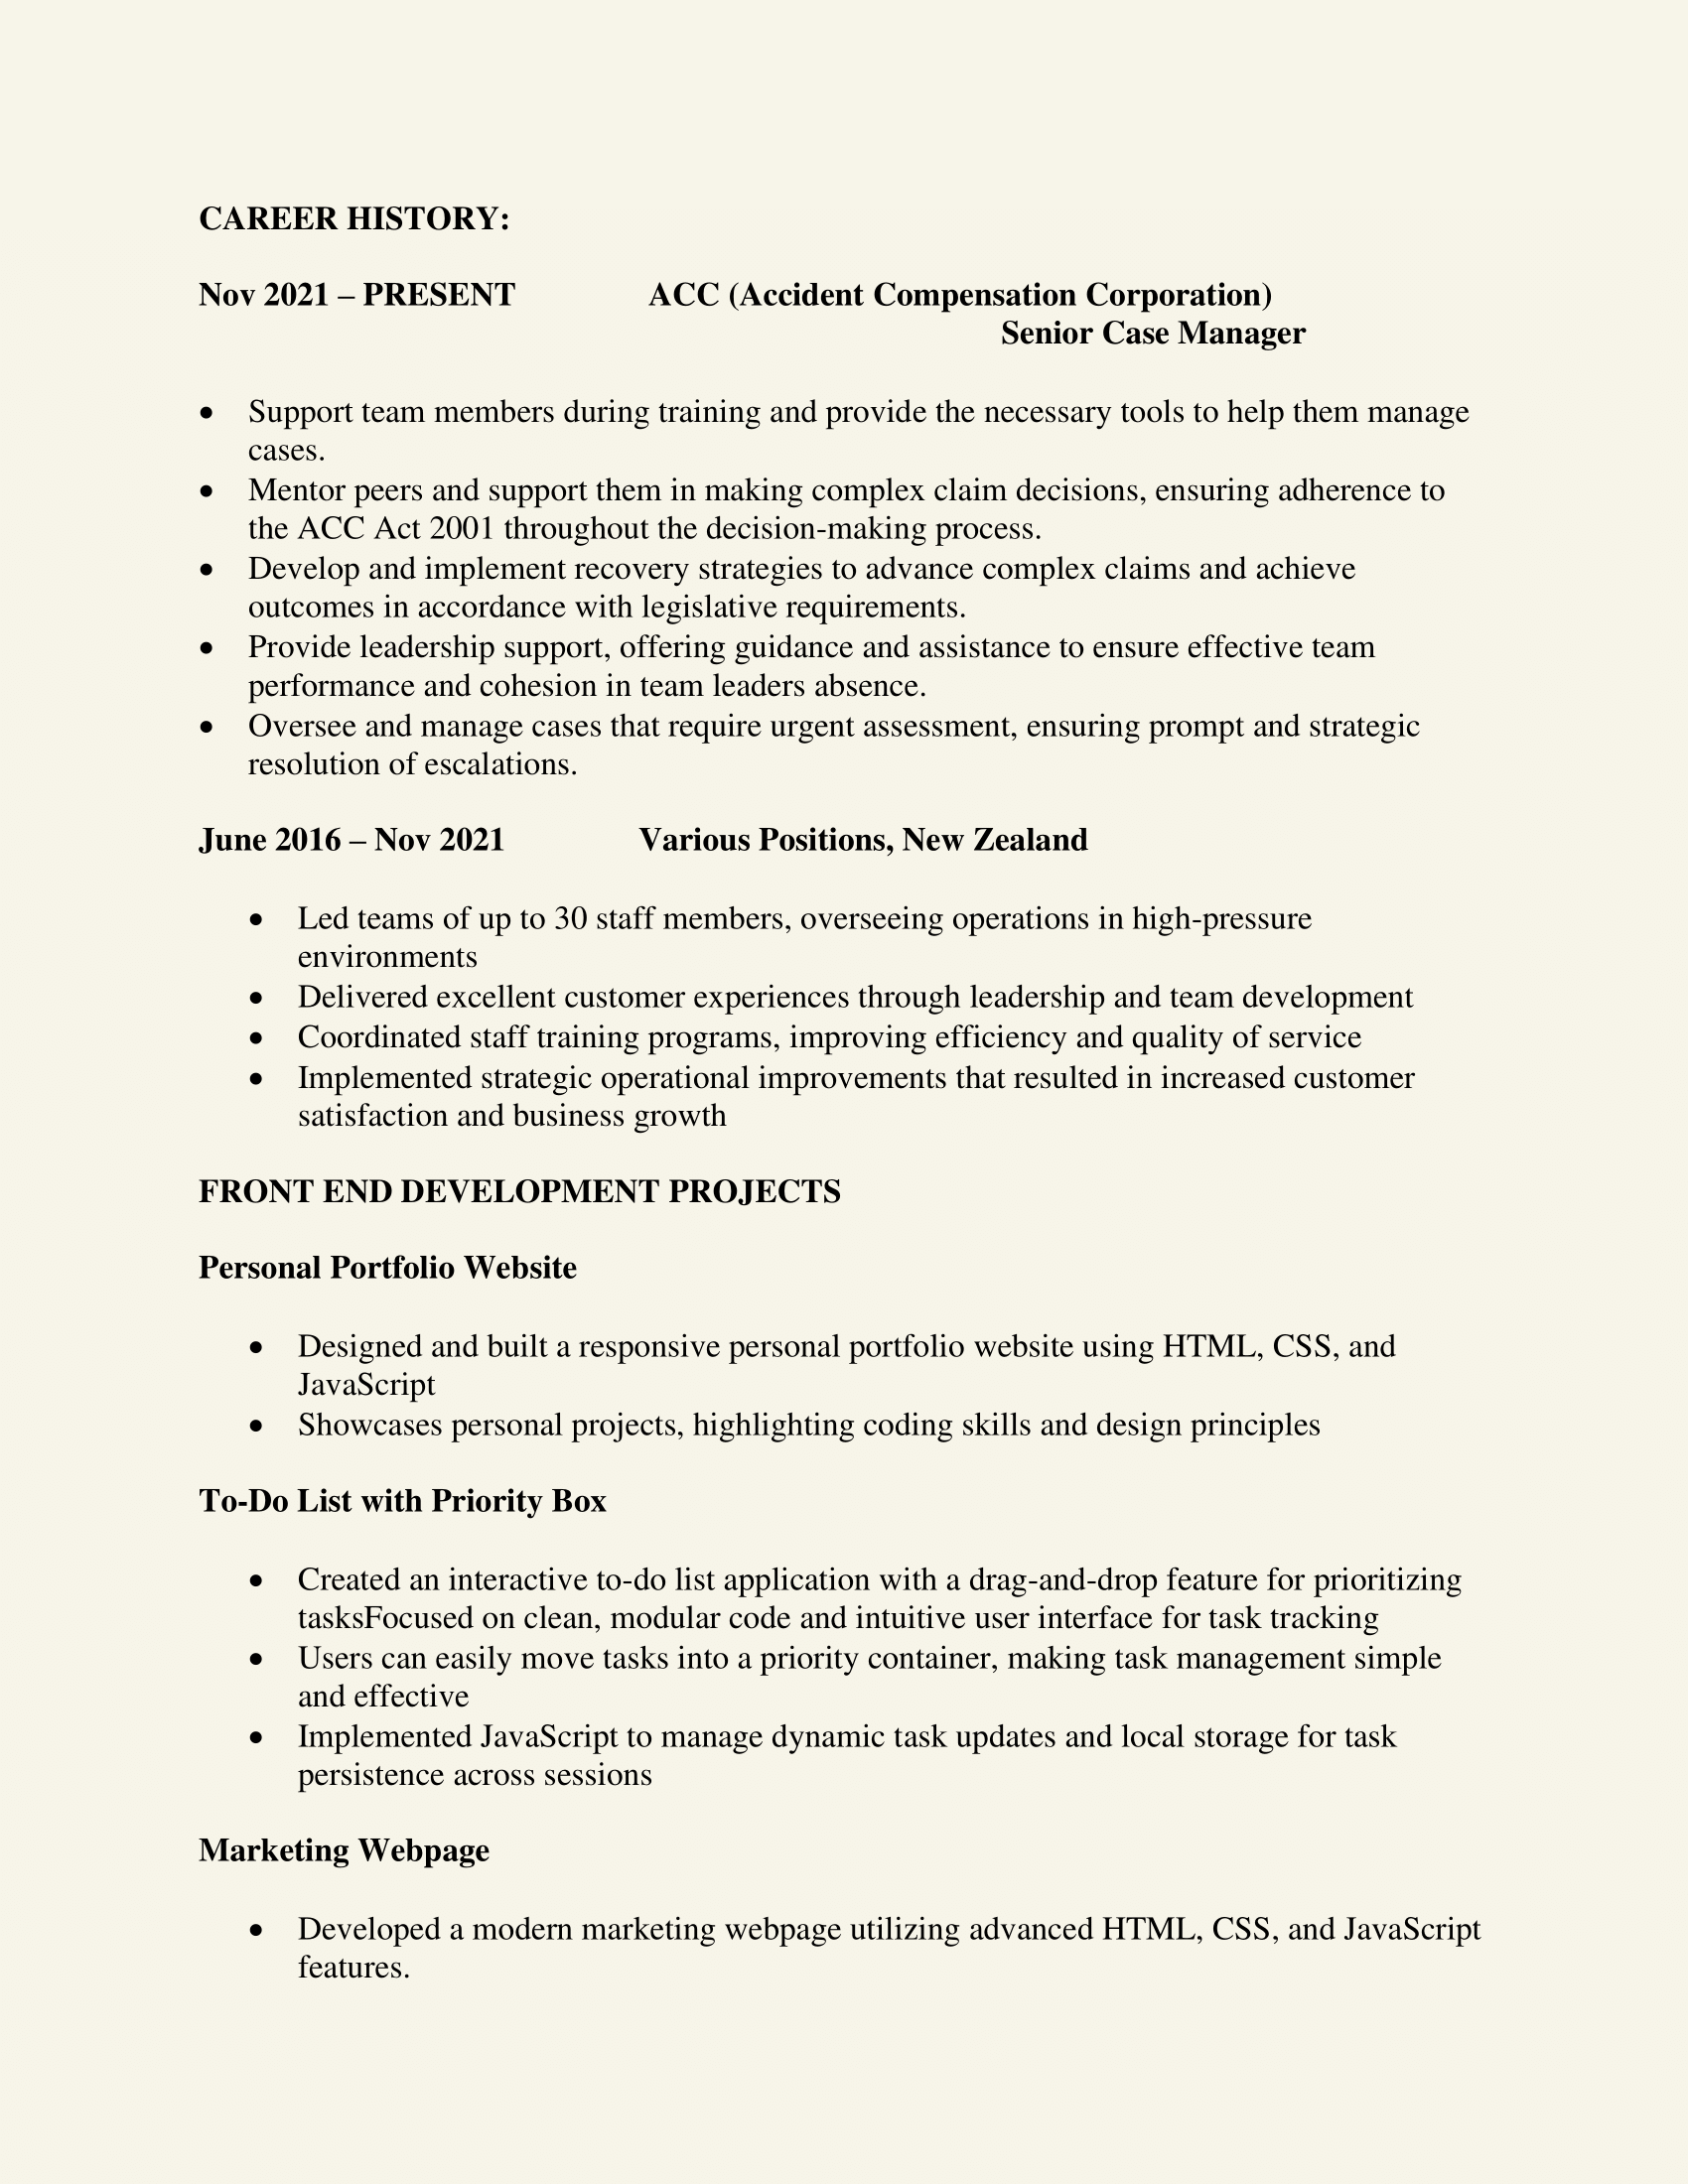 CAREER HISTORY:
Nov 2021 – PRESENT ACC (Accident Compensation Corporation)
Senior Case Manager
• Support team members during training and provide the necessary tools to help them manage
cases.
• Mentor peers and support them in making complex claim decisions, ensuring adherence to
the ACC Act 2001 throughout the decision-making process.
• Develop and implement recovery strategies to advance complex claims and achieve
outcomes in accordance with legislative requirements.
• Provide leadership support, offering guidance and assistance to ensure effective team
performance and cohesion in team leaders absence.
• Oversee and manage cases that require urgent assessment, ensuring prompt and strategic
resolution of escalations.
June 2016 – Nov 2021 Various Positions, New Zealand
• Led teams of up to 30 staff members, overseeing operations in high-pressure
environments
• Delivered excellent customer experiences through leadership and team development
• Coordinated staff training programs, improving efficiency and quality of service
• Implemented strategic operational improvements that resulted in increased customer
satisfaction and business growth
FRONT END DEVELOPMENT PROJECTS
Personal Portfolio Website
• Designed and built a responsive personal portfolio website using HTML, CSS, and
JavaScript
• Showcases personal projects, highlighting coding skills and design principles
To-Do List with Priority Box
• Created an interactive to-do list application with a drag-and-drop feature for prioritizing
tasksFocused on clean, modular code and intuitive user interface for task tracking
• Users can easily move tasks into a priority container, making task management simple
and effective
• Implemented JavaScript to manage dynamic task updates and local storage for task
persistence across sessions
Marketing Webpage
• Developed a modern marketing webpage utilizing advanced HTML, CSS, and JavaScript
features.